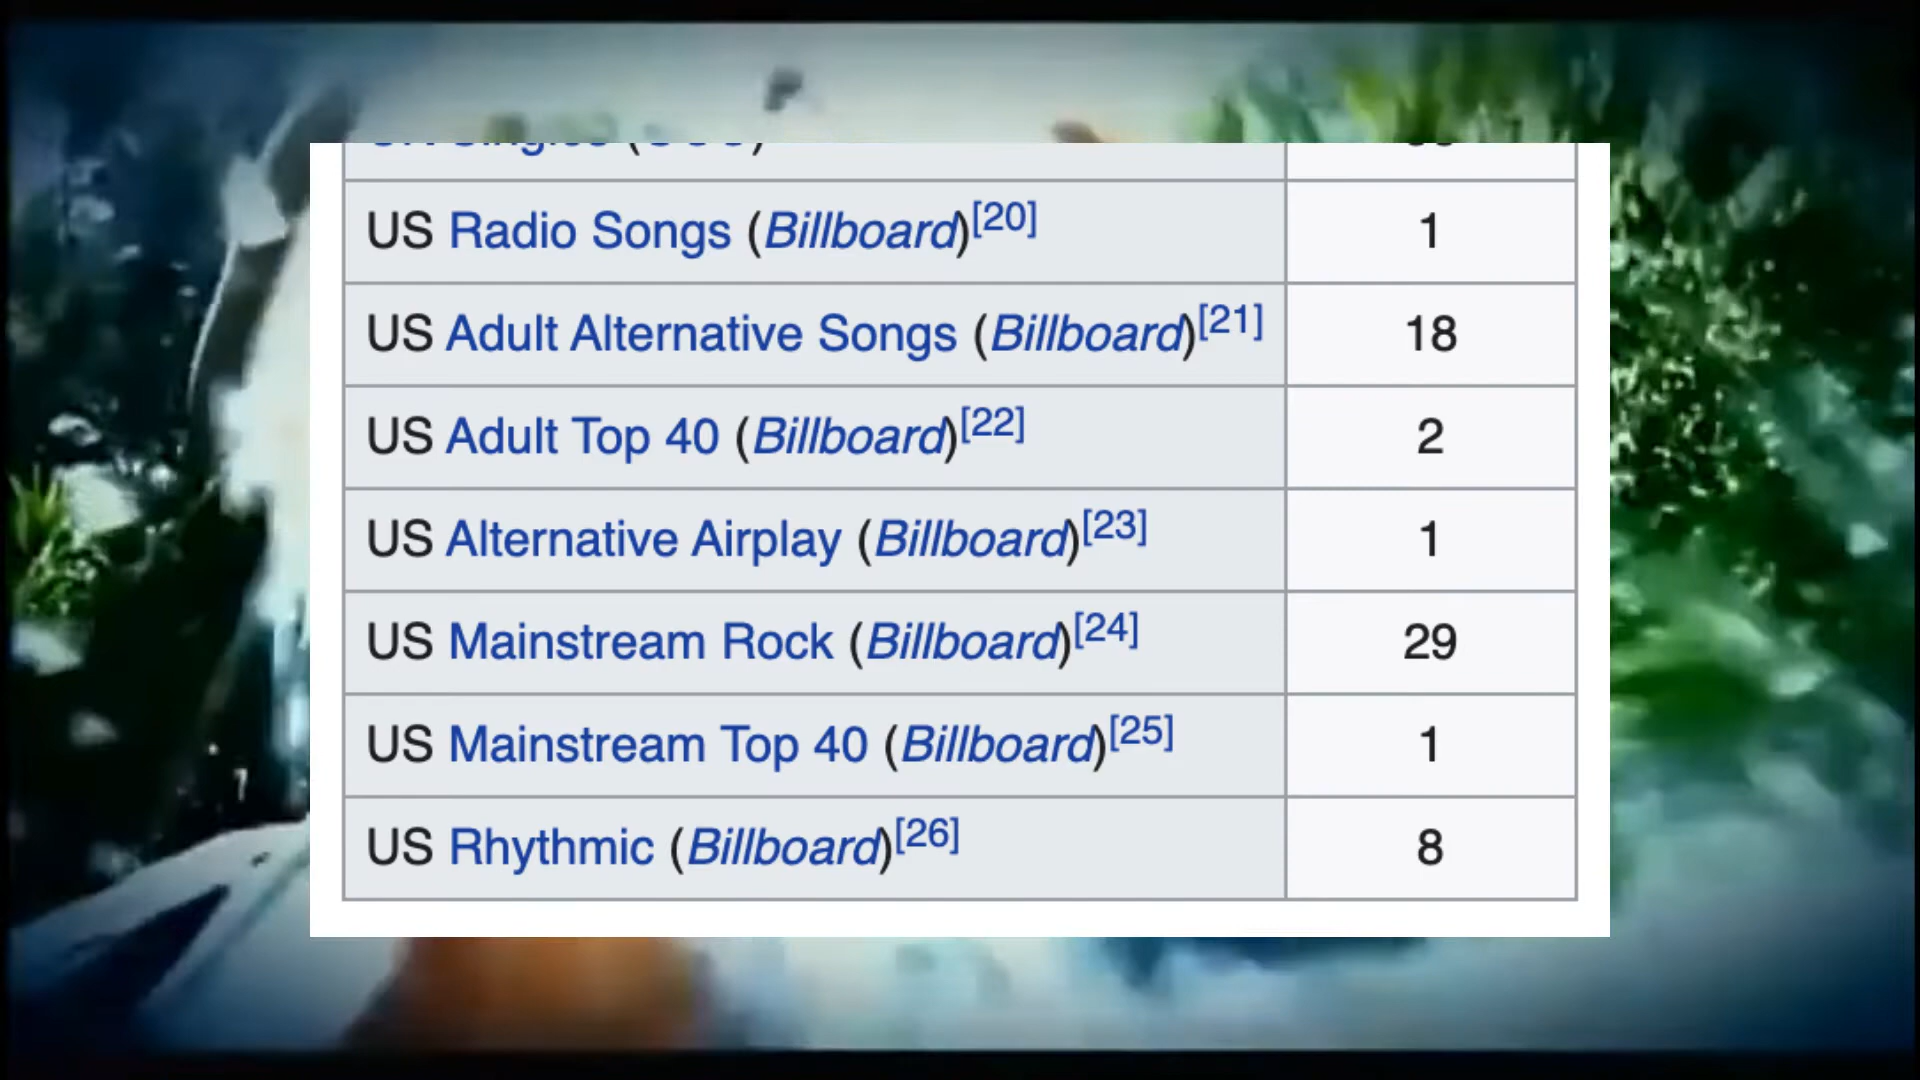 US Radio Songs (Billboard)[20] 1
US Adult Alternative Songs (Billboard)[21] 18
US Adult Top 40 (Billboard)[22] 2
US Alternative Airplay (Billboard)[23] 1
US Mainstream Rock (Billboard)[24] 29
US Mainstream Top 40 (Billboard)[25] 1
US Rhythmic (Billboard)[26] 8